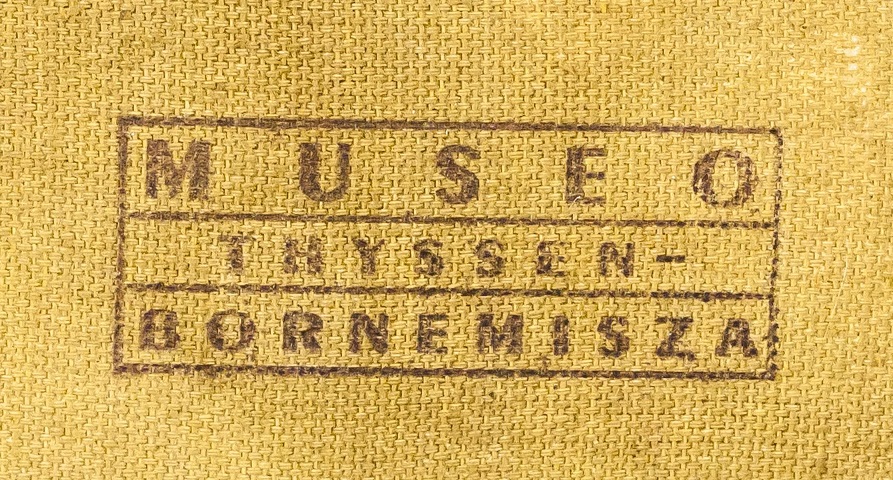 MUSEO
THYSSEN-
BORNEMISZA